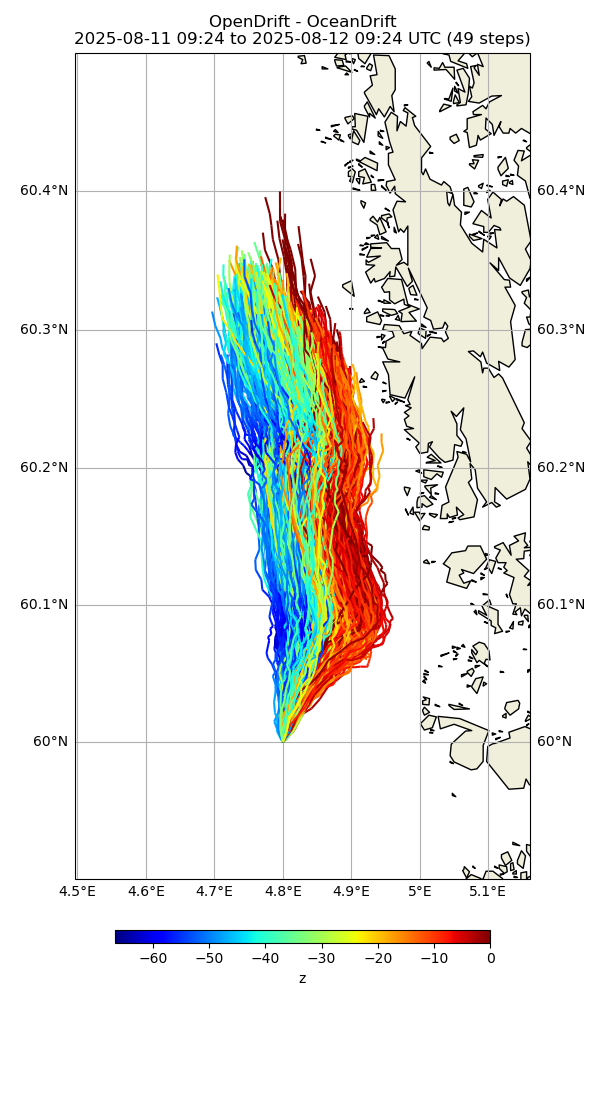 OpenDrift - OceanDrift
2025-08-11 09:24 to 2025-08-12 09:24 UTC (49 steps)
60.4°N 60.4°N
60.3°N 60.3°N
60.2°N 60.2°N
60.1°N 60.1°N
60°N 60°N
4.5°E 4.6°E 4.7°E 4.8°E 4.9°E 5°E 5.1°E
−60 −50 −40 −30 −20 −10 0
z